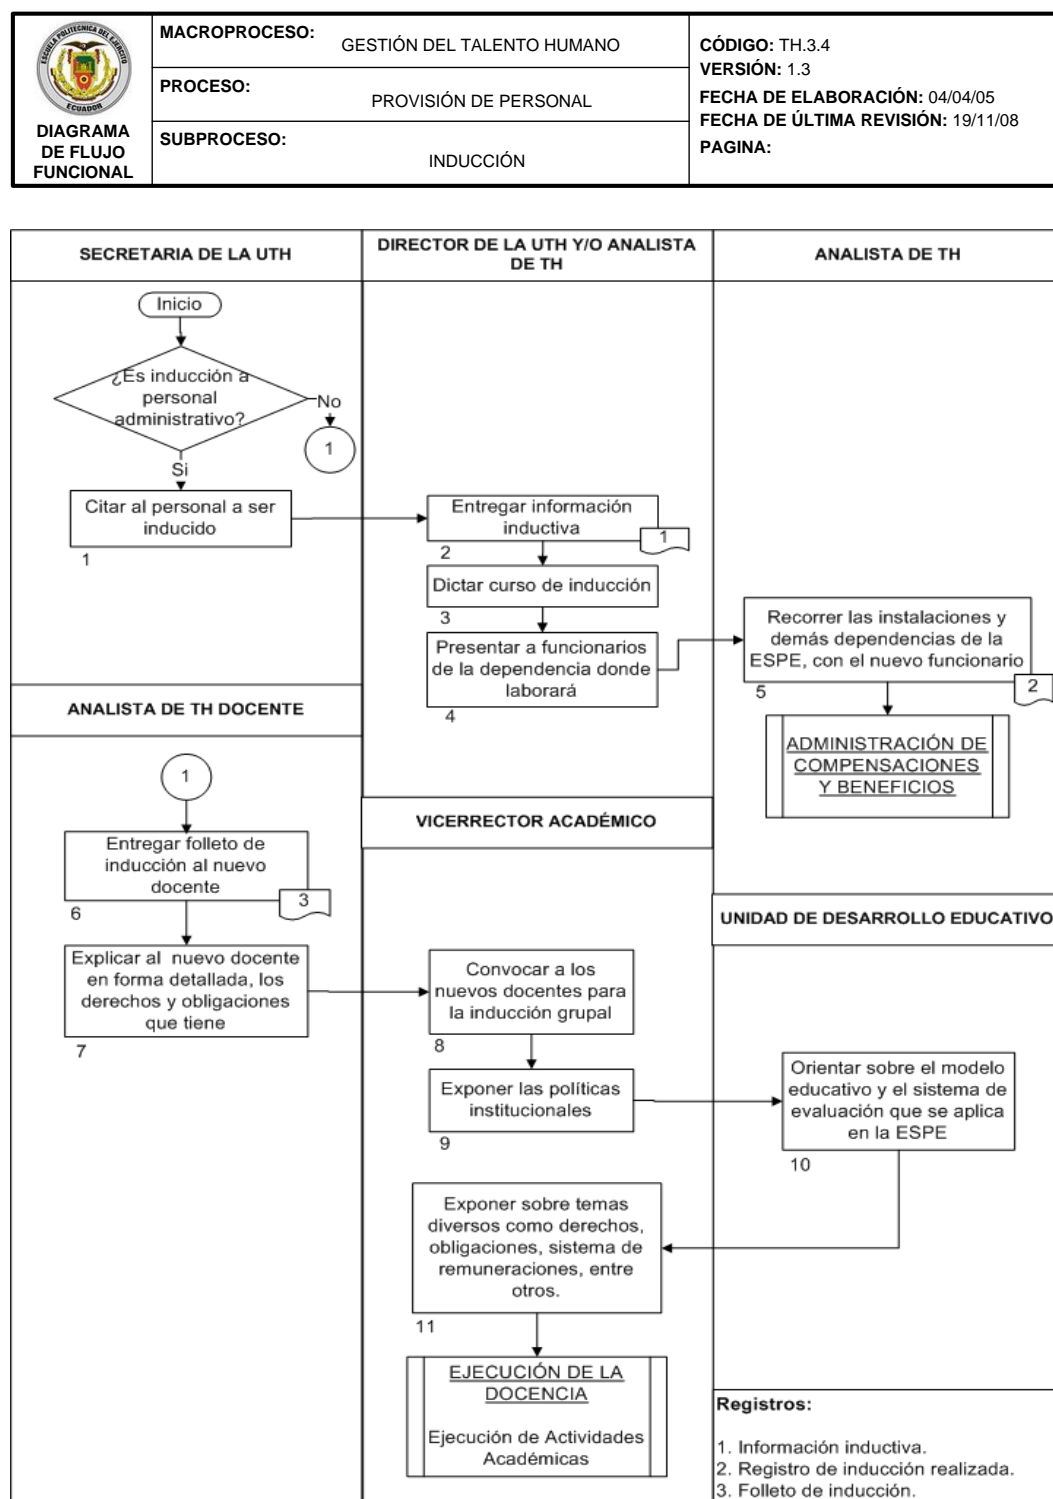 ESCUELA POLITECNICA DEL EJERCITO
ECUADOR
DIAGRAMA
DE FLUJO
FUNCIONAL
MACROPROCESO:
GESTIÓN DEL TALENTO HUMANO
PROCESO:
PROVISIÓN DE PERSONAL
SUBPROCESO:
INDUCCIÓN
CÓDIGO: TH.3.4
VERSIÓN: 1.3
FECHA DE ELABORACIÓN: 04/04/05
FECHA DE ÚLTIMA REVISIÓN: 19/11/08
PAGINA:
SECRETARIA DE LA UTH
Inicio
¿Es inducción a
personal
administrativo?
No
1
Si
Citar al personal a ser
inducido
1
DIRECTOR DE LA UTH Y/O ANALISTA
DE TH
Entregar información
inductiva
1
2
Dictar curso de inducción
3
Presentar a funcionarios
de la dependencia donde
laborará
4
ANALISTA DE TH
Recorrer las instalaciones y
demás dependencias de la
ESPE, con el nuevo funcionario
2
5
ADMINISTRACIÓN DE
COMPENSACIONES
Y BENEFICIOS
ANALISTA DE TH DOCENTE
1
Entregar folleto de
inducción al nuevo
docente
3
6
Explicar al nuevo docente
en forma detallada, los
derechos y obligaciones
que tiene
7
VICERRECTOR ACADÉMICO
Convocar a los
nuevos docentes para
la inducción grupal
8
Exponer las políticas
institucionales
9
UNIDAD DE DESARROLLO EDUCATIVO
Orientar sobre el modelo
educativo y el sistema de
evaluación que se aplica
en la ESPE
10
Exponer sobre temas
diversos como derechos,
obligaciones, sistema de
remuneraciones, entre
otros.
11
EJECUCIÓN DE LA
DOCENCIA
Ejecución de Actividades
Académicas
Registros:
1. Información inductiva.
2. Registro de inducción realizada.
3. Folleto de inducción.